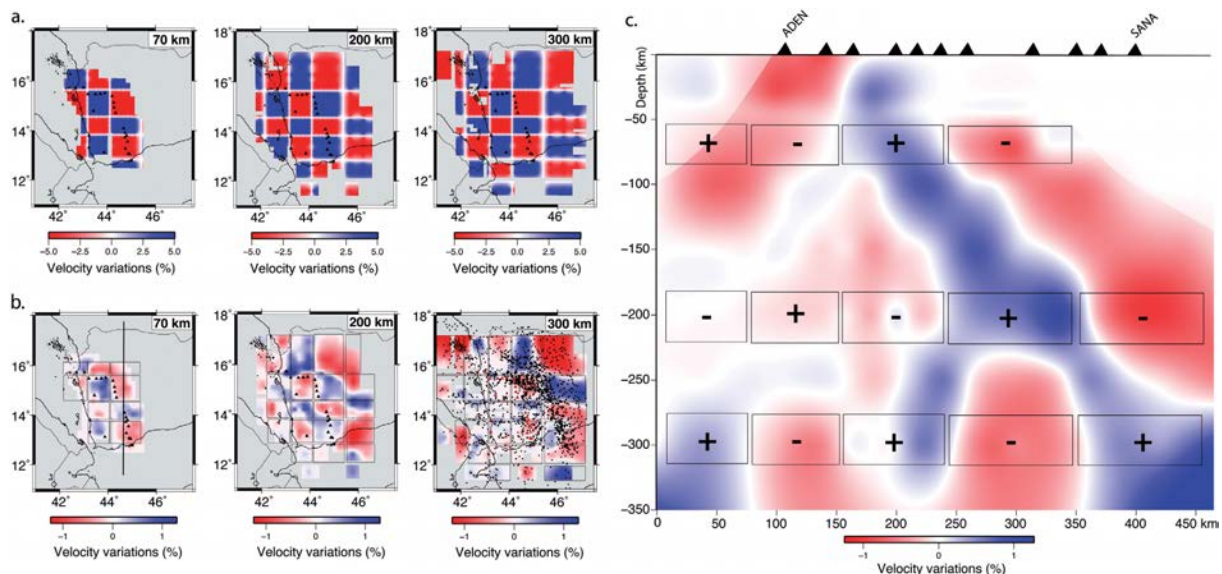 a.
70 km
200 km
300 km
16°
14°
12°
42° 44° 46°
16°
14°
12°
42° 44° 46°
16°
14°
12°
42° 44° 46°
-5.0 -2.5 0.0 2.5 5.0
Velocity variations (%)
-5.0 -2.5 0.0 2.5 5.0
Velocity variations (%)
-5.0 -2.5 0.0 2.5 5.0
Velocity variations (%)
b.
70 km
200 km
300 km
16°
14°
12°
42° 44° 46°
16°
14°
12°
42° 44° 46°
16°
14°
12°
42° 44° 46°
-1 0 1
Velocity variations (%)
-1 0 1
Velocity variations (%)
-1 0 1
Velocity variations (%)
c.
ADEN
SANA
0
Depth (km)
-50
+ - + -
-100
-150
-200
- + - + -
-250
-300
+ - + - +
-350
0 50 100 150 200 250 300 350 400 450 km
-1 0 1
Velocity variations (%)